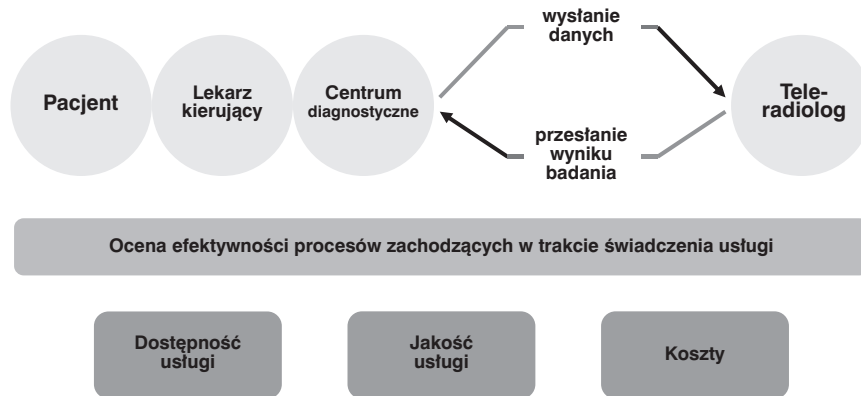 Pacjent
Lekarz
kierujący
Centrum
diagnostyczne
wysłanie
danych
przesłanie
wyniku
badania
Tele-
radiolog
Ocena efektywności procesów zachodzących w trakcie świadczenia usługi
Dostępność
usługi
Jakość
usługi
Koszty